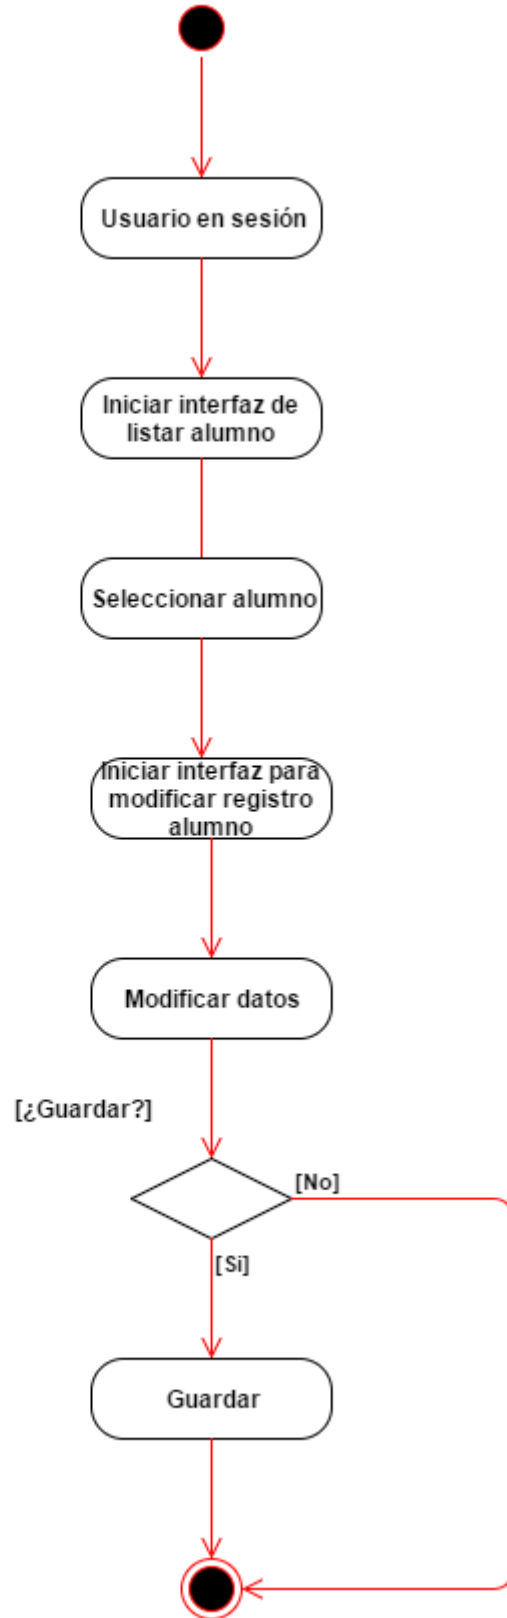 Usuario en sesión
Iniciar interfaz de
listar alumno
Seleccionar alumno
Iniciar interfaz para
modificar registro
alumno
Modificar datos
[¿Guardar?]
[No]
[Si]
Guardar